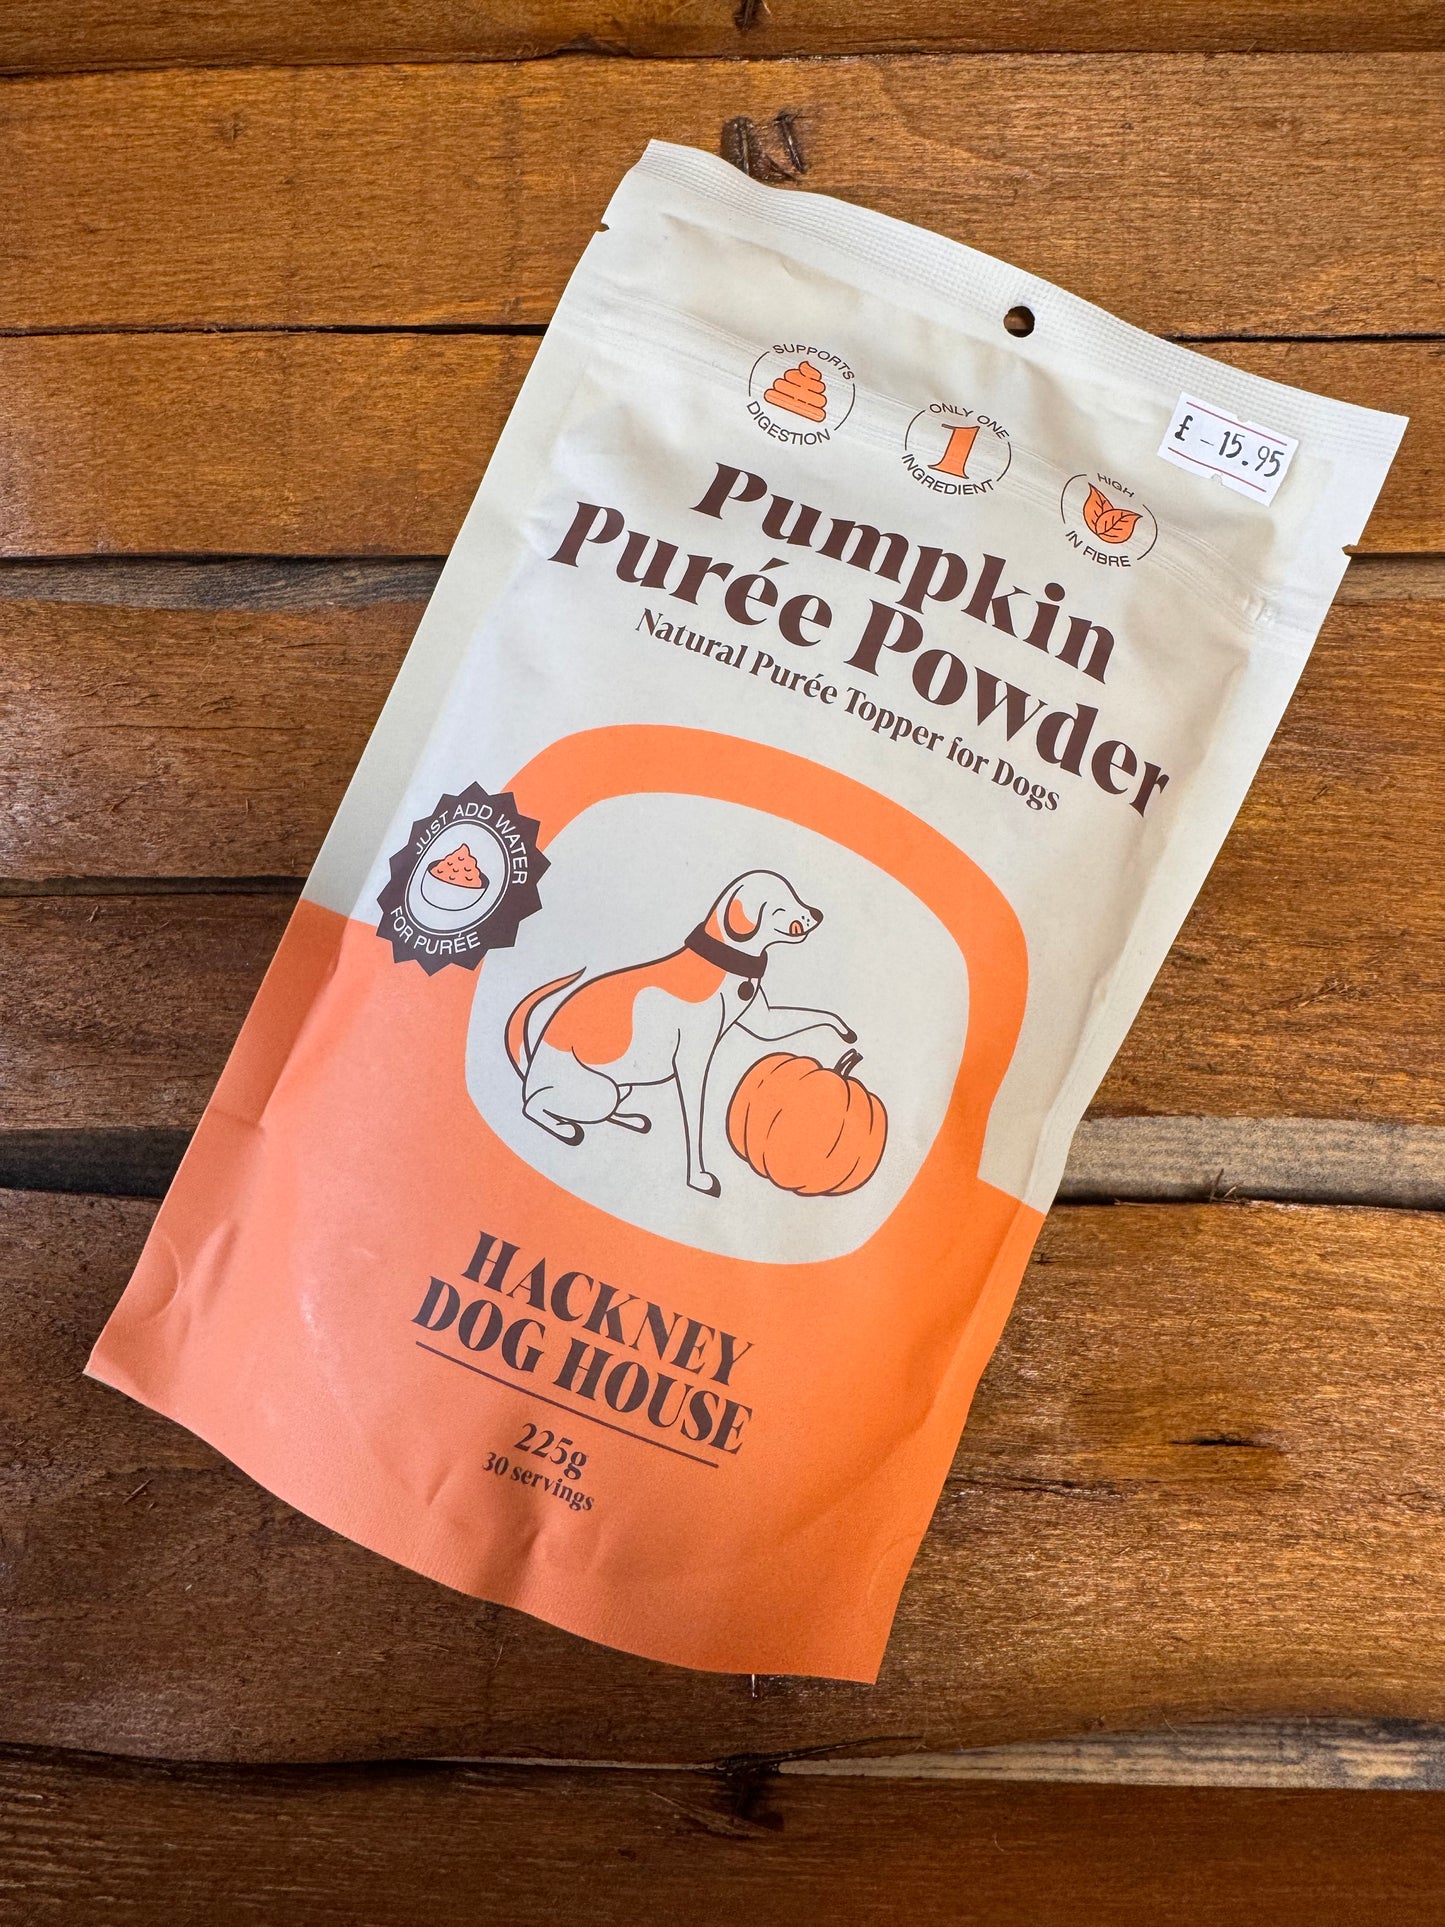 SUPPORTS
DIGESTION
ONLY ONE
1
INGREDIENT
HIGH
IN FIBRE
£-15.95
Pumpkin
Purée Powder
Natural Purée Topper for Dogs
JUST ADD WATER
FOR PURÉE
HACKNEY
DOG HOUSE
225g
30 servings